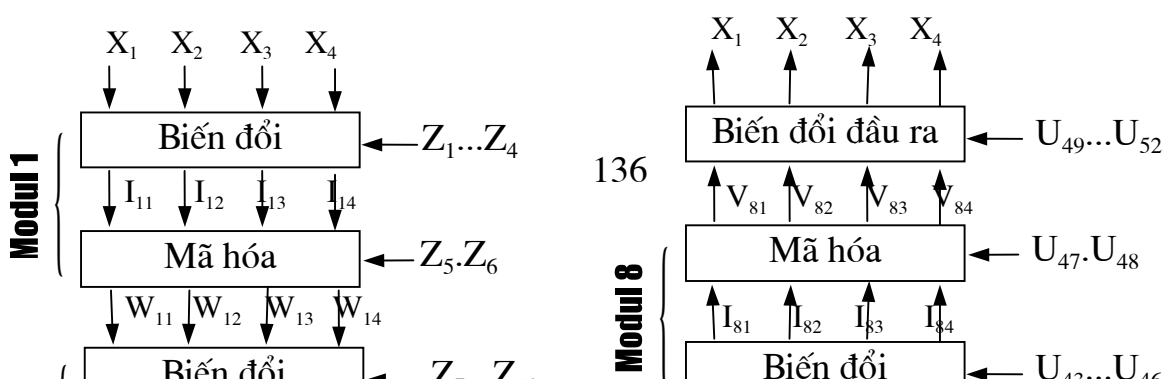 X₁ X₂ X₃ X₄
Biến đổi
Z₁...Z₄
Modul 1
I₁₁ I₁₂ I₁₃ I₁₄
Mã hóa
Z₅.Z₆
W₁₁ W₁₂ W₁₃ W₁₄
Biến đổi
136
X₁ X₂ X₃ X₄
Biến đổi đầu ra
U₄₉...U₅₂
V₈₁ V₈₂ V₈₃ V₈₄
Mã hóa
U₄₇.U₄₈
Modul 8
I₈₁ I₈₂ I₈₃ I₈₄
Biến đổi
U₄₃...U₄₆